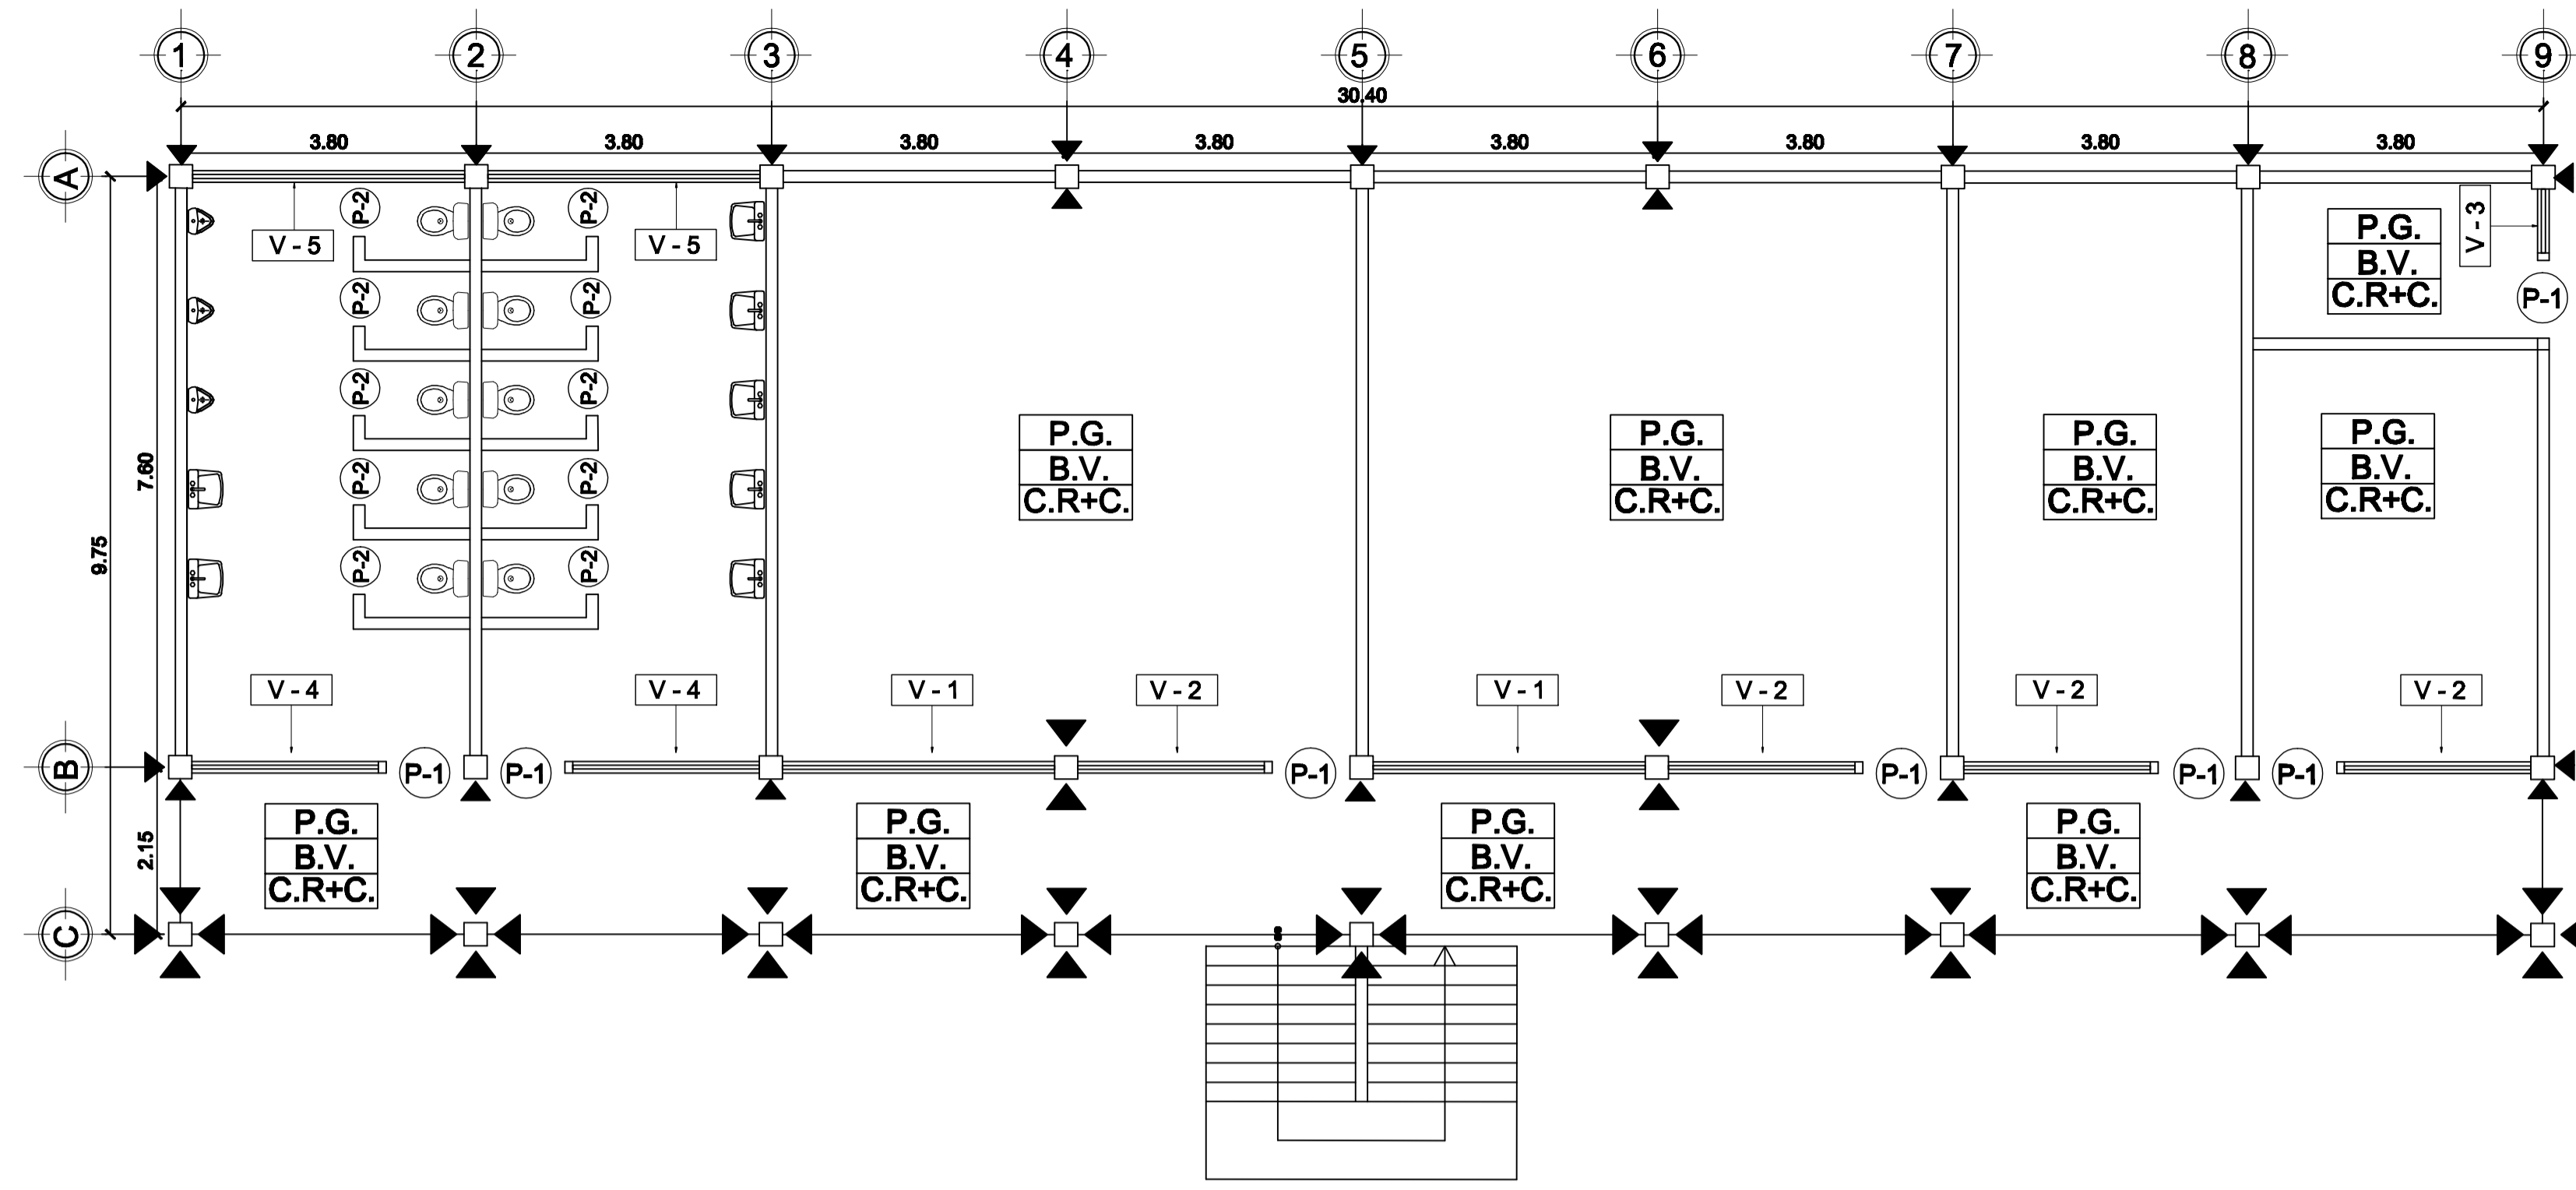 1 2 3 4 5 6 7 8 9
30.40
3.80 3.80 3.80 3.80 3.80 3.80 3.80 3.80
A
P-2 P-2
V - 5 V - 5
P.G.
B.V.
C.R+C.
V - 3
P-1
P-2 P-2
P-2 P-2
7.60
P.G. P.G. P.G. P.G.
B.V. B.V. B.V. B.V.
C.R+C. C.R+C. C.R+C. C.R+C.
P-2 P-2
9.75
P-2 P-2
V - 4 V - 4 V - 1 V - 2 V - 1 V - 2 V - 2 V - 2
B
P-1 P-1 P-1 P-1 P-1 P-1
2.15
P.G. P.G. P.G. P.G.
B.V. B.V. B.V. B.V.
C.R+C. C.R+C. C.R+C. C.R+C.
C